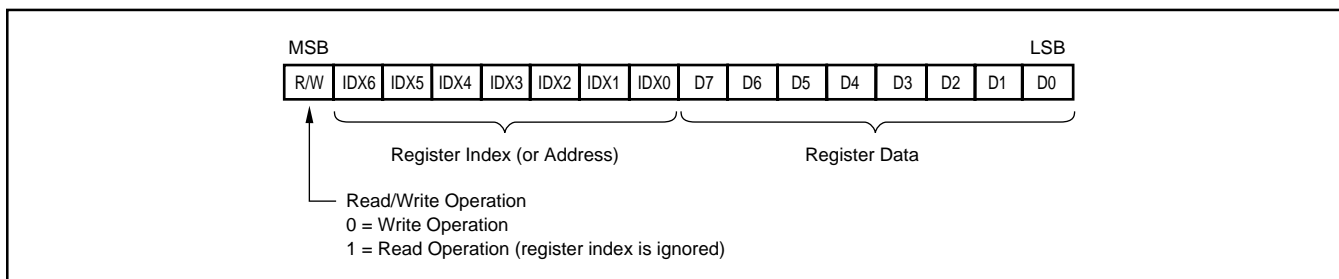 MSB LSB
R/W IDX6 IDX5 IDX4 IDX3 IDX2 IDX1 IDX0 D7 D6 D5 D4 D3 D2 D1 D0
Register Index (or Address) Register Data
Read/Write Operation
0 = Write Operation
1 = Read Operation (register index is ignored)